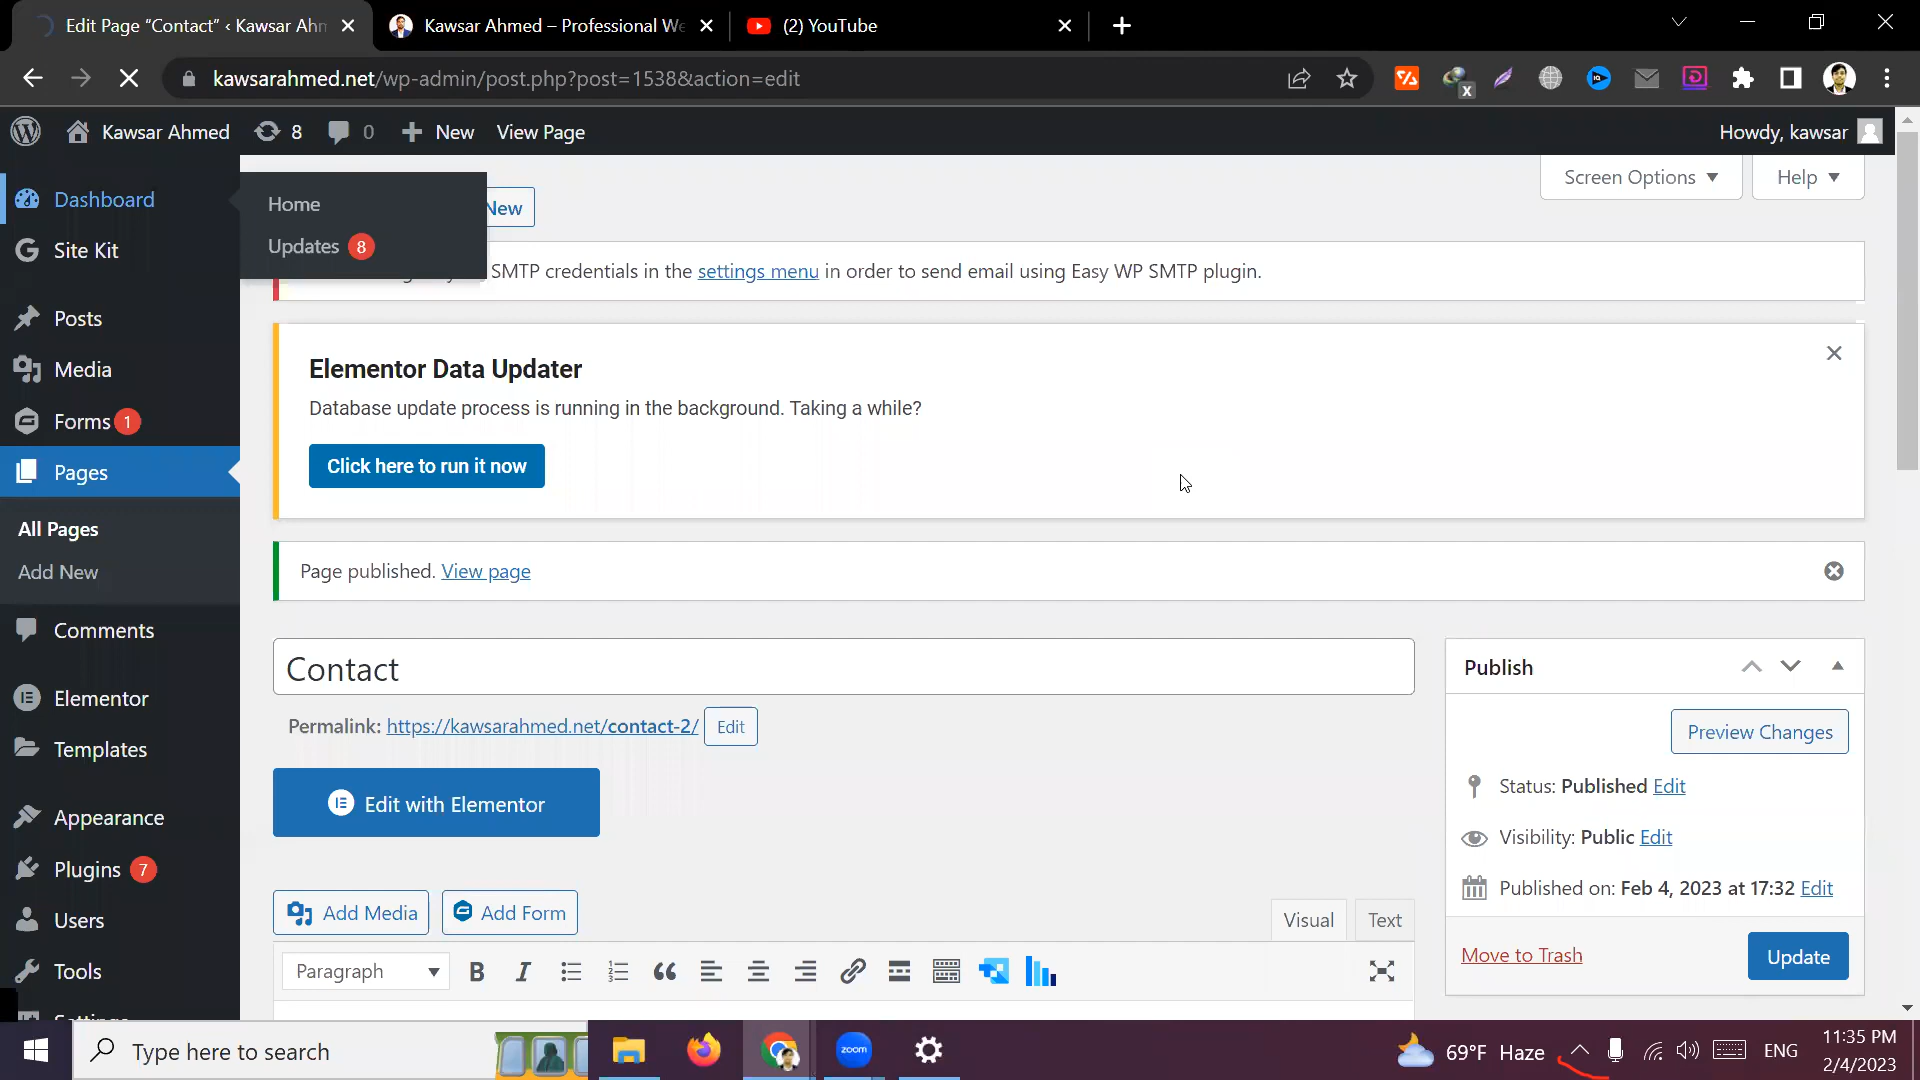 Edit Page “Contact” ‹ Kawsar Ahm
Kawsar Ahmed – Professional We
(2) YouTube
kawsarahmed.net/wp-admin/post.php?post=1538&action=edit
Kawsar Ahmed
8
0
New
View Page
Howdy, kawsar
Dashboard
Site Kit
Posts
Media
Forms 1
Pages
All Pages
Add New
Comments
Elementor
Templates
Appearance
Plugins 7
Users
Tools
Settings
Home
Updates 8
New
Screen Options
Help
SMTP credentials in the settings menu in order to send email using Easy WP SMTP plugin.
Elementor Data Updater
Database update process is running in the background. Taking a while?
Click here to run it now
Page published. View page
Contact
Permalink: https://kawsarahmed.net/contact-2/ Edit
Edit with Elementor
Add Media
Add Form
Visual
Text
Paragraph
B I
Publish
Preview Changes
Status: Published Edit
Visibility: Public Edit
Published on: Feb 4, 2023 at 17:32 Edit
Move to Trash
Update
Type here to search
zoom
69°F Haze
ENG
11:35 PM
2/4/2023